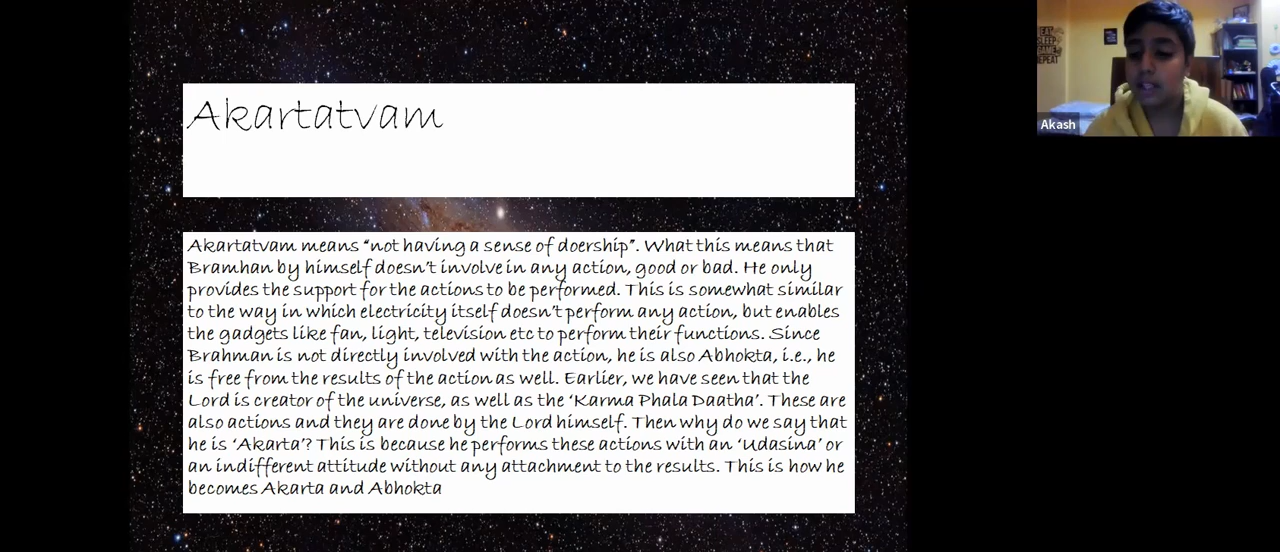 Akartatvam
Akartatvam means “not having a sense of doership”. What this means that
Bramhan by himself doesn’t involve in any action, good or bad. He only
provides the support for the actions to be performed. This is somewhat similar
to the way in which electricity itself doesn’t perform any action, but enables
the gadgets like fan, light, television etc to perform their functions. Since
Brahman is not directly involved with the action, he is also Abhokta, i.e., he
is free from the results of the action as well. Earlier, we have seen that the
Lord is creator of the universe, as well as the ‘Karma Phala Daatha’. These are
also actions and they are done by the Lord himself. Then why do we say that
he is ‘Akarta’? This is because he performs these actions with an ‘Udasina’ or
an indifferent attitude without any attachment to the results. This is how he
becomes Akarta and Abhokta
EAT
SLEEP
GAME
REPEAT
Akash